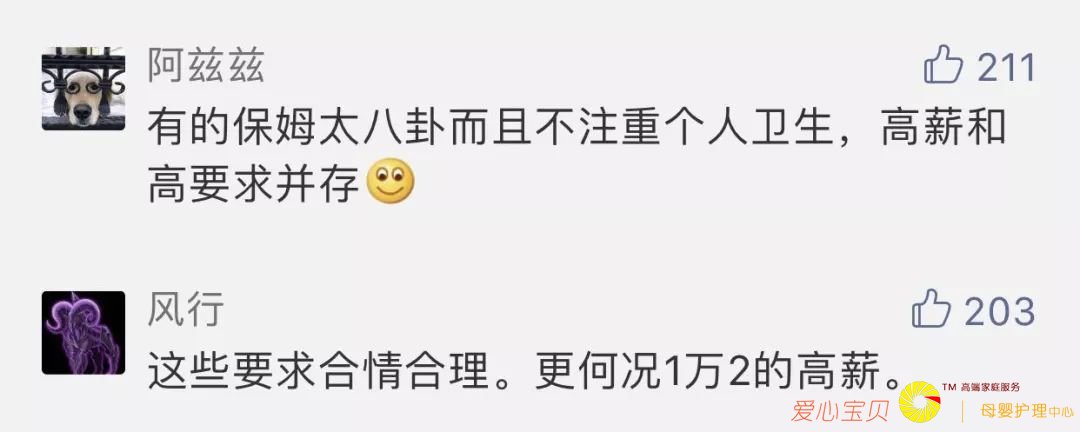 阿兹兹
211
有的保姆太八卦而且不注重个人卫生，高薪和
高要求并存
风行
203
这些要求合情合理。更何况1万2的高薪。
爱心宝贝
TM 高端家庭服务
母婴护理中心